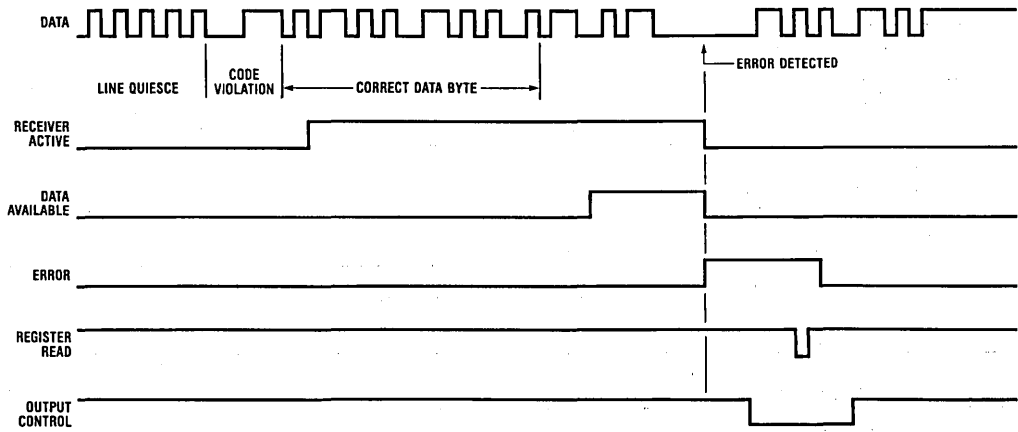 DATA
ERROR DETECTED
LINE QUIESCE
CODE
VIOLATION
CORRECT DATA BYTE
RECEIVER
ACTIVE
DATA
AVAILABLE
ERROR
REGISTER
READ
OUTPUT
CONTROL